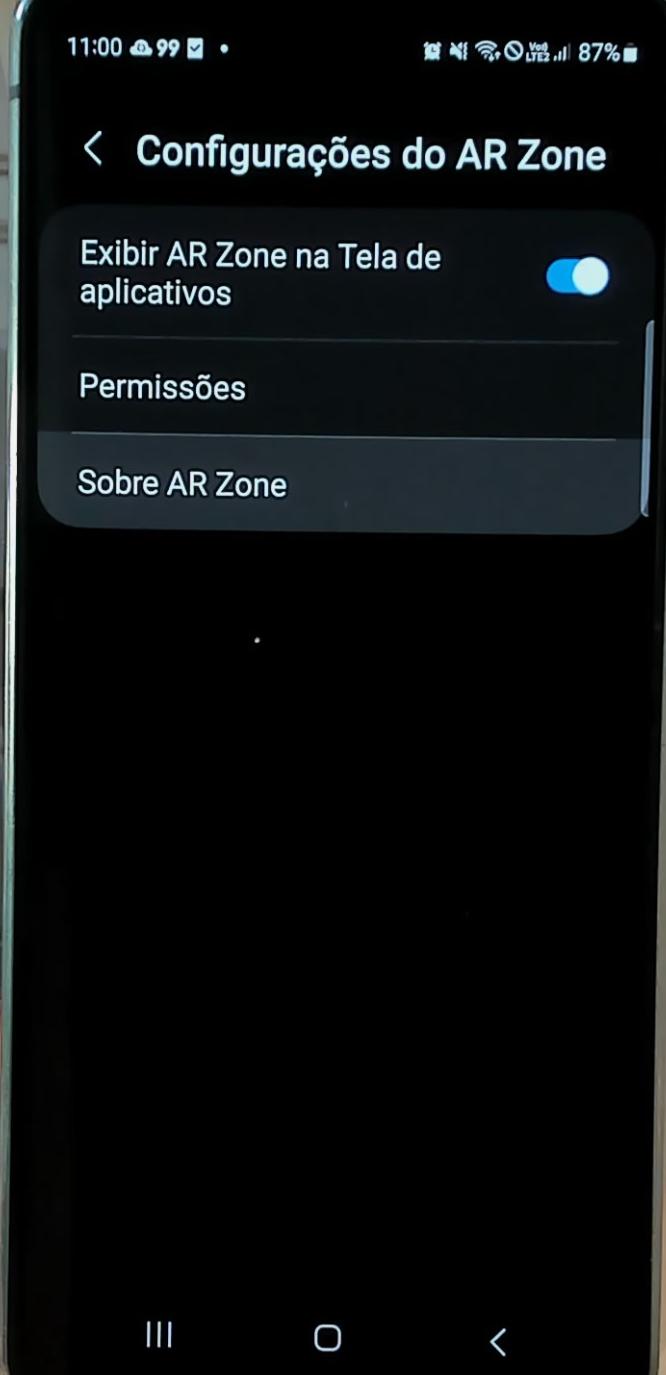 11:00 99
87%
Configurações do AR Zone
Exibir AR Zone na Tela de
aplicativos
Permissões
Sobre AR Zone